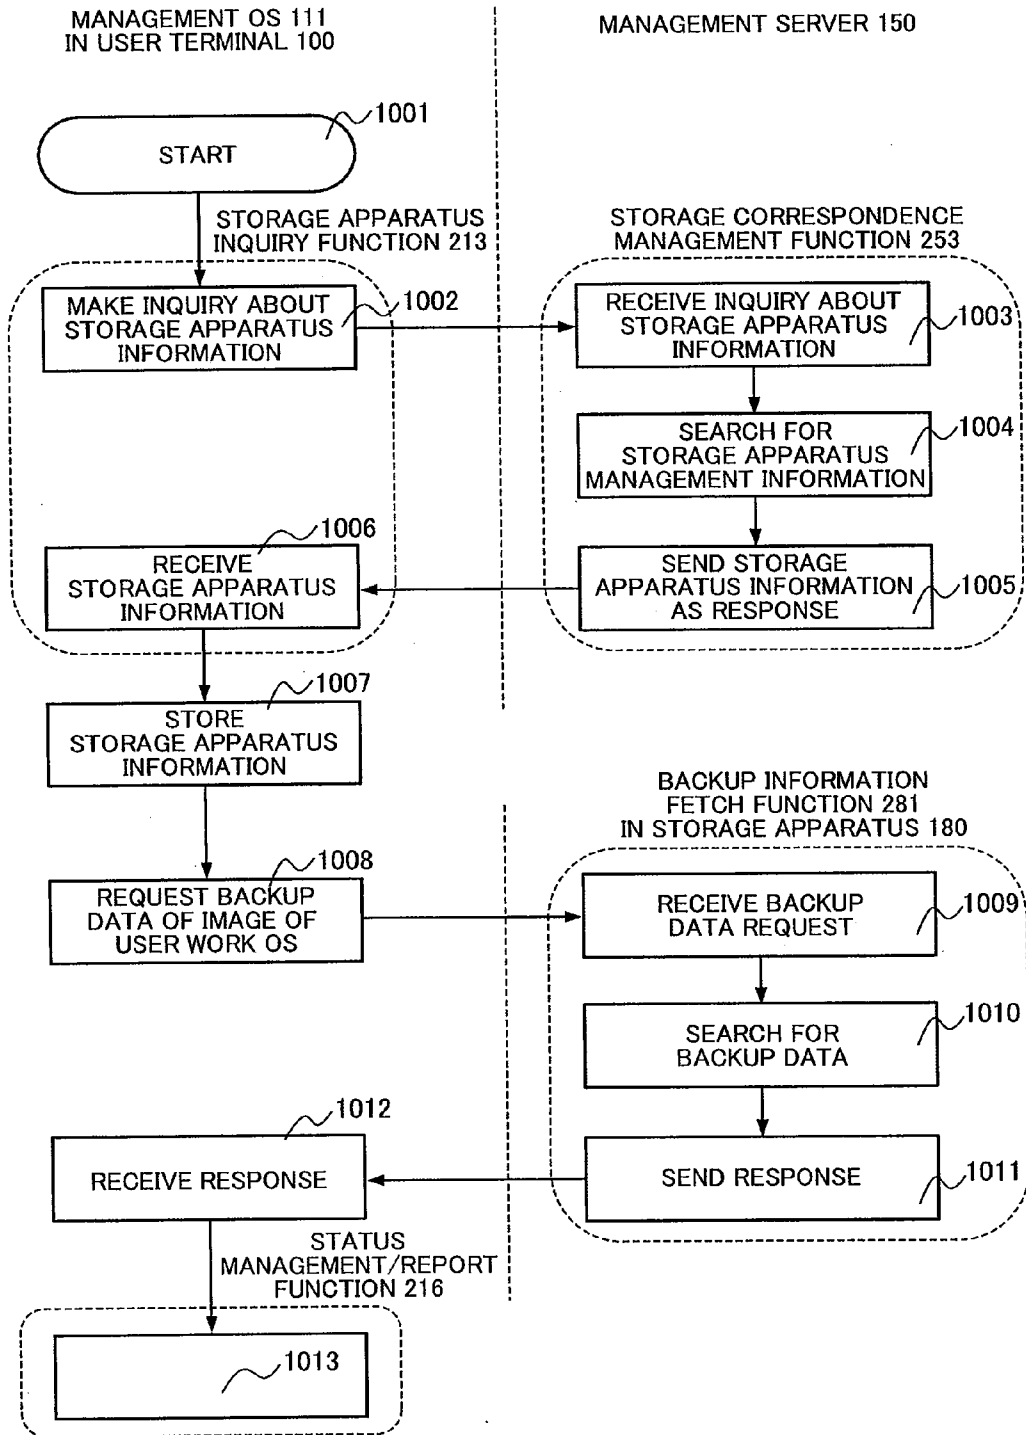 MANAGEMENT OS 111
IN USER TERMINAL 100
MANAGEMENT SERVER 150
1001
START
STORAGE APPARATUS
INQUIRY FUNCTION 213
STORAGE CORRESPONDENCE
MANAGEMENT FUNCTION 253
MAKE INQUIRY ABOUT
STORAGE APPARATUS
INFORMATION
1002
RECEIVE INQUIRY ABOUT
STORAGE APPARATUS
INFORMATION
1003
SEARCH FOR
STORAGE APPARATUS
MANAGEMENT INFORMATION
1004
SEND STORAGE
APPARATUS INFORMATION
AS RESPONSE
1005
1006
RECEIVE
STORAGE APPARATUS
INFORMATION
1007
STORE
STORAGE APPARATUS
INFORMATION
BACKUP INFORMATION
FETCH FUNCTION 281
IN STORAGE APPARATUS 180
1008
REQUEST BACKUP
DATA OF IMAGE OF
USER WORK OS
RECEIVE BACKUP
DATA REQUEST
1009
SEARCH FOR
BACKUP DATA
1010
SEND RESPONSE
1011
1012
RECEIVE RESPONSE
STATUS
MANAGEMENT/REPORT
FUNCTION 216
1013